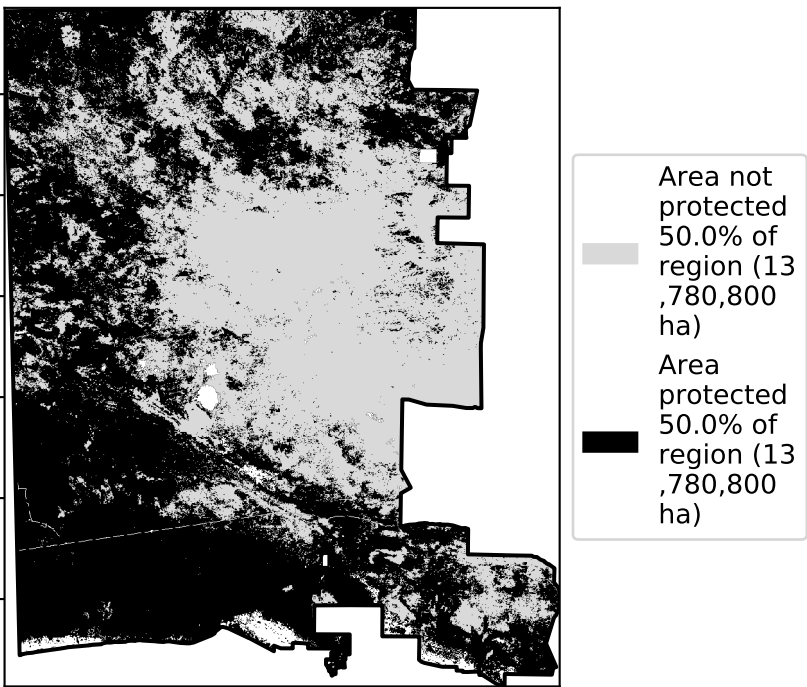 Area not
protected
50.0% of
region (13
,780,800
ha)
Area
protected
50.0% of
region (13
,780,800
ha)